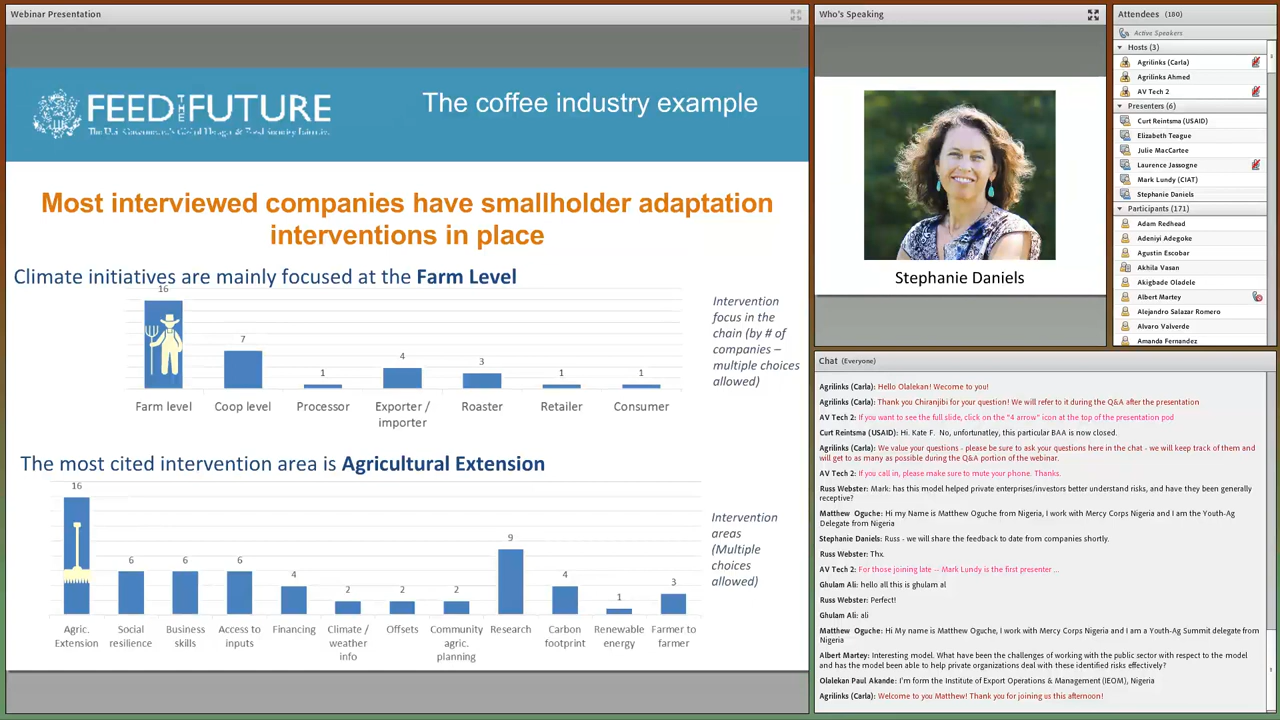 Webinar Presentation
FEED THE FUTURE
The U.S. Government's Global Hunger & Food Security Initiative
The coffee industry example
Most interviewed companies have smallholder adaptation
interventions in place
Climate initiatives are mainly focused at the Farm Level
16
7
1
4
3
1
1
Farm level
Coop level
Processor
Exporter /
importer
Roaster
Retailer
Consumer
Intervention
focus in the
chain (by # of
companies –
multiple choices
allowed)
The most cited intervention area is Agricultural Extension
16
6
6
6
4
2
2
2
9
4
1
3
Agric.
Extension
Social
resilience
Business
skills
Access to
inputs
Financing
Climate /
weather
info
Offsets
Community
agric.
planning
Research
Carbon
footprint
Renewable
energy
Farmer to
farmer
Intervention
areas
(Multiple
choices
allowed)
Who's Speaking
Stephanie Daniels
Attendees (180)
Active Speakers
Hosts (3)
Agrilinks (Carla)
Agrilinks Ahmed
AV Tech 2
Presenters (6)
Curt Reintsma (USAID)
Elizabeth Teague
Julie MacCartee
Laurence Jassogne
Mark Lundy (CIAT)
Stephanie Daniels
Participants (171)
Adam Redhead
Adeniyi Adegoke
Agustin Escobar
Akhila Vasan
Akigbade Oladele
Albert Martey
Alejandro Salazar Romero
Alvaro Valverde
Amanda Fernandez
Chat (Everyone)
Agrilinks (Carla): Hello Olalekan! Wecome to you!
Agrilinks (Carla): Thank you Chiranjibi for your question! We will refer to it during the Q&A after the presentation
AV Tech 2: If you want to see the full slide, click on the "4 arrow" icon at the top of the presentation pod
Curt Reintsma (USAID): Hi. Kate F. No, unfortunatley, this particular BAA is now closed.
Agrilinks (Carla): We value your questions - please be sure to ask your questions here in the chat - we will keep track of them and
will get to as many as possible during the Q&A portion of the webinar.
AV Tech 2: If you call in, please make sure to mute your phone. Thanks.
Russ Webster: Mark: has this model helped private enterprises/investors better understand risks, and have they been generally
receptive?
Matthew Oguche: Hi my Name is Matthew Oguche from Nigeria, I work with Mercy Corps Nigeria and I am the Youth-Ag
Delegate from Nigeria
Stephanie Daniels: Russ - we will share the feedback to date from companies shortly.
Russ Webster: Thx.
AV Tech 2: For those joining late -- Mark Lundy is the first presenter ...
Ghulam Ali: hello all this is ghulam al
Russ Webster: Perfect!
Ghulam Ali: ali
Matthew Oguche: Hi My name is Matthew Oguche, I work with Mercy Corps Nigeria and I am a Youth-Ag Summit delegate from
Nigeria
Albert Martey: Interesting model. What have been the challenges of working with the public sector with respect to the model
and has the model been able to help private organizations deal with these identified risks effectively?
Olalekan Paul Akande: I'm form the Institute of Export Operations & Management (IEOM), Nigeria
Agrilinks (Carla): Welcome to you Matthew! Thank you for joining us this afternoon!